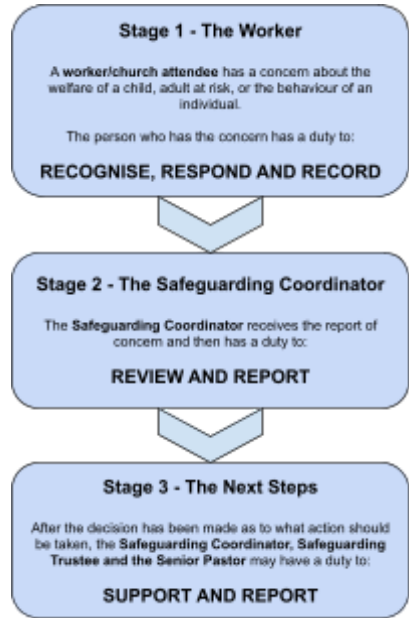 Stage 1 - The Worker
A worker/church attendee has a concern about the
welfare of a child, adult at risk, or the behaviour of an
individual.
The person who has the concern has a duty to:
RECOGNISE, RESPOND AND RECORD
Stage 2 - The Safeguarding Coordinator
The Safeguarding Coordinator receives the report of
concern and then has a duty to:
REVIEW AND REPORT
Stage 3 - The Next Steps
After the decision has been made as to what action should
be taken, the Safeguarding Coordinator, Safeguarding
Trustee and the Senior Pastor may have a duty to:
SUPPORT AND REPORT